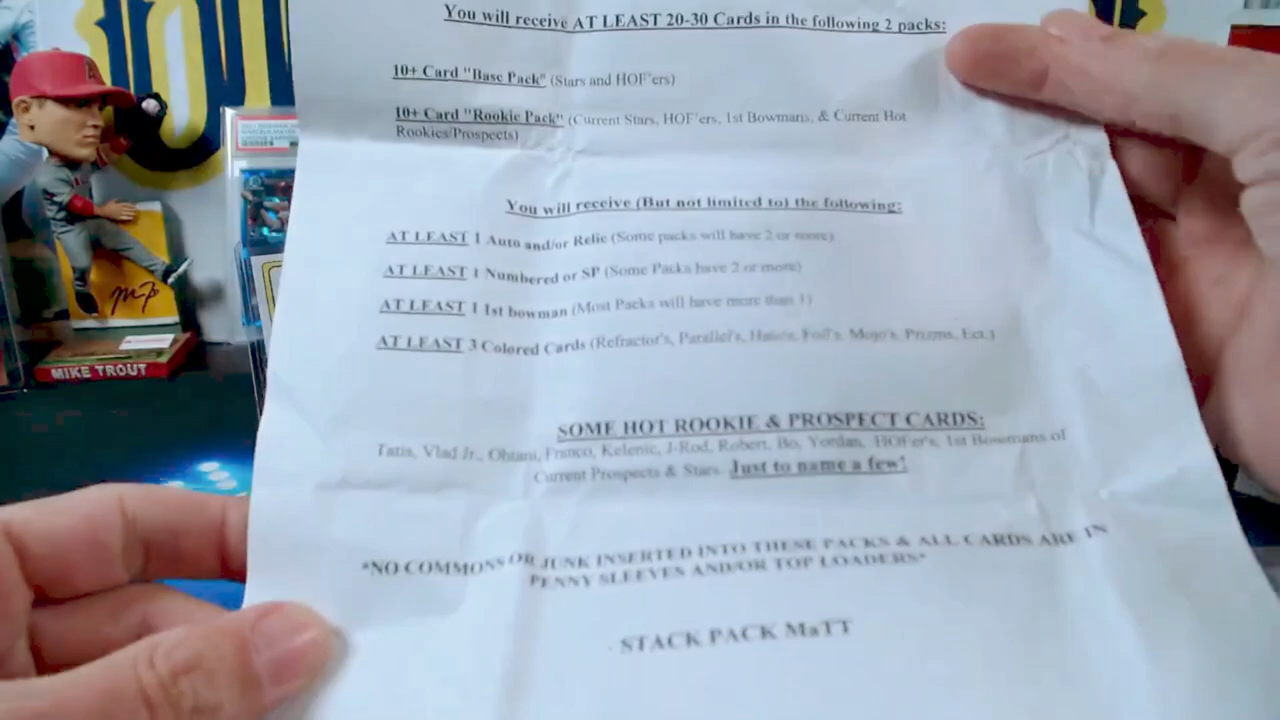 You will receive AT LEAST 20-30 Cards in the following 2 packs:
10+ Card "Base Pack" (Stars and HOF'ers)
10+ Card "Rookie Pack" (Current Stars, HOF'ers, 1st Bowmans, & Current Hot
Rookies/Prospects)
You will receive (But not limited to) the following:
AT LEAST 1 Auto and/or Relic (Some packs will have 2 or more)
AT LEAST 1 Numbered or SP (Some Packs have 2 or more)
AT LEAST 1 1st bowman (Most Packs will have more than 1)
AT LEAST 3 Colored Cards (Refractor's, Parallel's, Halo's, Foil's, Mojo's, Prizms, Ect.)
SOME HOT ROOKIE & PROSPECT CARDS:
Tatis, Vlad Jr., Ohtani, Franco, Kelenic, J-Rod, Robert, Bo, Yordan, HOFer's, 1st Bowmans of
Current Prospects & Stars. Just to name a few!
*NO COMMONS OR JUNK INSERTED INTO THESE PACKS & ALL CARDS ARE IN
PENNY SLEEVES AND/OR TOP LOADERS*
STACK PACK MaTT
MIKE TROUT